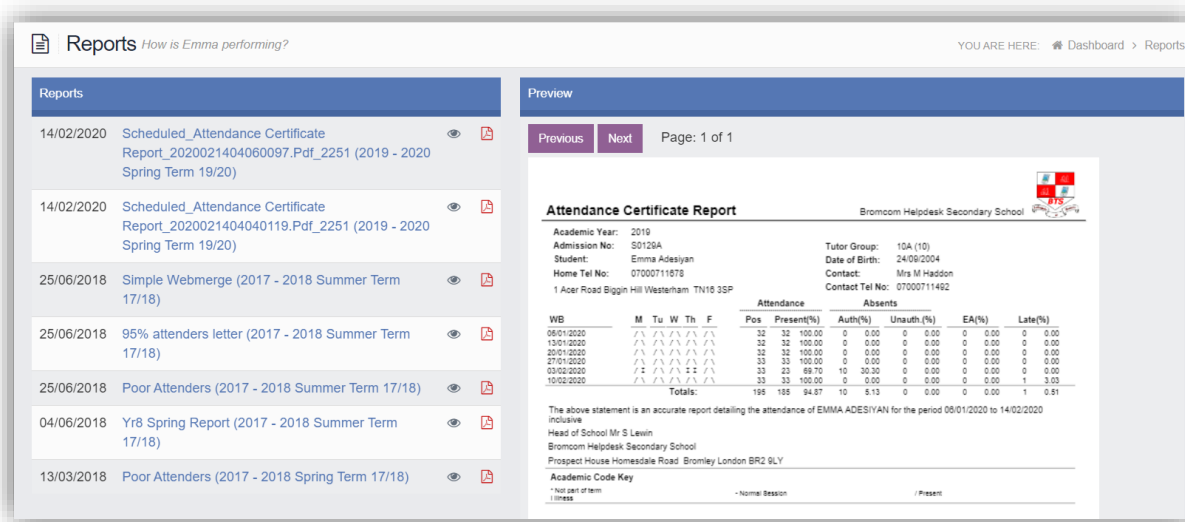 Reports How is Emma performing?
YOU ARE HERE: Dashboard > Reports
Reports
14/02/2020 Scheduled_Attendance Certificate
Report_2020021404060097.Pdf_2251 (2019 - 2020
Spring Term 19/20)
14/02/2020 Scheduled_Attendance Certificate
Report_2020021404040119.Pdf_2251 (2019 - 2020
Spring Term 19/20)
25/06/2018 Simple Webmerge (2017 - 2018 Summer Term
17/18)
25/06/2018 95% attenders letter (2017 - 2018 Summer Term
17/18)
25/06/2018 Poor Attenders (2017 - 2018 Summer Term 17/18)
04/06/2018 Yr8 Spring Report (2017 - 2018 Summer Term
17/18)
13/03/2018 Poor Attenders (2017 - 2018 Spring Term 17/18)
Preview
Previous Next Page: 1 of 1
BTS
Attendance Certificate Report Bromcom Helpdesk Secondary School
Academic Year: 2019
Admission No: S0129A Tutor Group: 10A (10)
Student: Emma Adesiyan Date of Birth: 24/09/2004
Home Tel No: 07000711678 Contact: Mrs M Haddon
1 Acer Road Biggin Hill Westerham TN16 3SP Contact Tel No: 07000711492
Attendance Absents
WB M Tu W Th F Pos Present(%) Auth(%) Unauth.(%) EA(%) Late(%)
06/01/2020 / \ / \ / \ / \ / \ 32 32 100.00 0 0.00 0 0.00 0 0.00 0 0.00
13/01/2020 / \ / \ / \ / \ / \ 32 32 100.00 0 0.00 0 0.00 0 0.00 0 0.00
20/01/2020 / \ / \ / \ / \ / \ 32 32 100.00 0 0.00 0 0.00 0 0.00 0 0.00
27/01/2020 / \ / \ / \ / \ / \ 33 33 100.00 0 0.00 0 0.00 0 0.00 0 0.00
03/02/2020 / I / \ / \ I I / \ 33 23 69.70 10 30.30 0 0.00 0 0.00 0 0.00
10/02/2020 / \ / \ / \ / \ / \ 33 33 100.00 0 0.00 0 0.00 0 0.00 1 3.03
Totals: 195 185 94.87 10 5.13 0 0.00 0 0.00 1 0.51
The above statement is an accurate report detailing the attendance of EMMA ADESIYAN for the period 06/01/2020 to 14/02/2020
inclusive
Head of School Mr S Lewin
Bromcom Helpdesk Secondary School
Prospect House Homesdale Road Bromley London BR2 9LY
Academic Code Key
* Not part of term - Normal Session / Present
I Illness